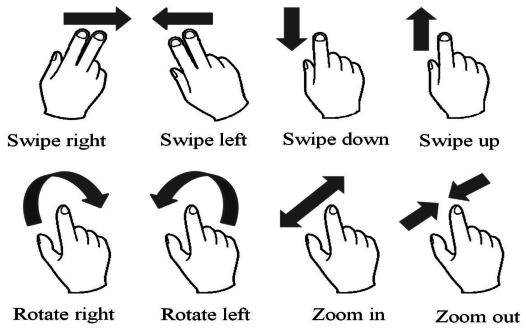 Swipe right
Swipe left
Swipe down
Swipe up
Rotate right
Rotate left
Zoom in
Zoom out